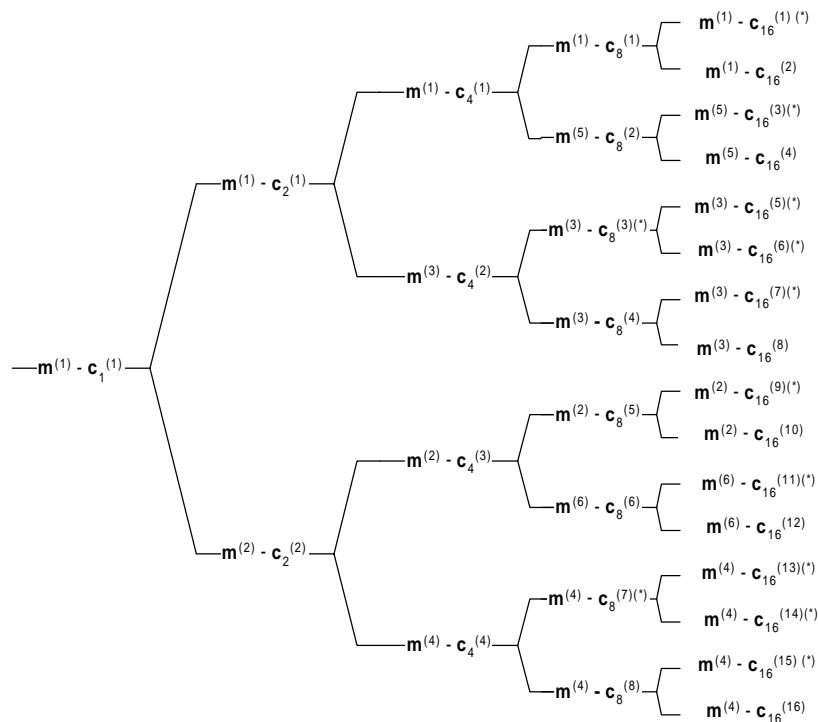 m(1) - c16(1) (*)
m(1) - c8(1)
m(1) - c16(2)
m(1) - c4(1)
m(5) - c16(3)(*)
m(5) - c8(2)
m(5) - c16(4)
m(1) - c2(1)
m(3) - c16(5)(*)
m(3) - c8(3)(*)
m(3) - c16(6)(*)
m(3) - c4(2)
m(3) - c16(7)(*)
m(3) - c8(4)
m(3) - c16(8)
m(1) - c1(1)
m(2) - c16(9)(*)
m(2) - c8(5)
m(2) - c16(10)
m(2) - c4(3)
m(6) - c16(11)(*)
m(6) - c8(6)
m(6) - c16(12)
m(2) - c2(2)
m(4) - c16(13)(*)
m(4) - c8(7)(*)
m(4) - c16(14)(*)
m(4) - c4(4)
m(4) - c16(15) (*)
m(4) - c8(8)
m(4) - c16(16)